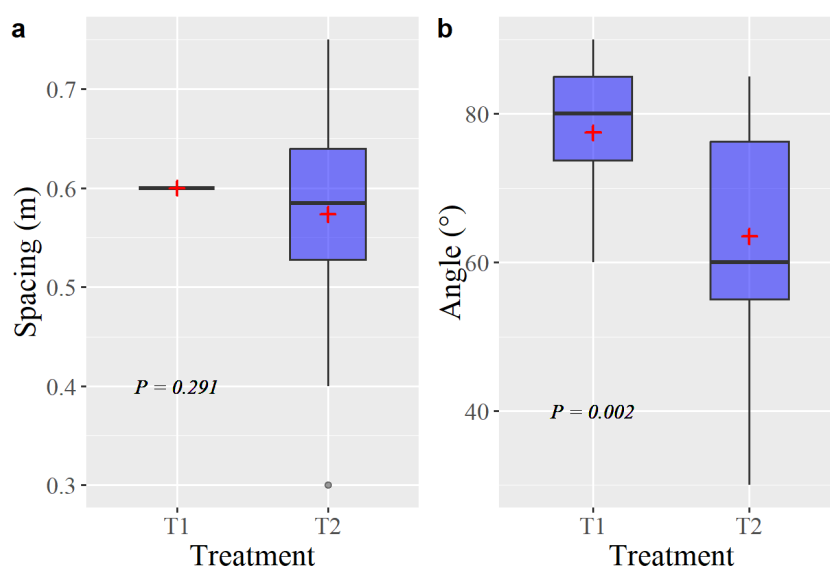 a
Spacing (m)
0.7
0.6
0.5
0.4
0.3
P = 0.291
T1 T2
Treatment
b
Angle (°)
80
60
40
P = 0.002
T1 T2
Treatment